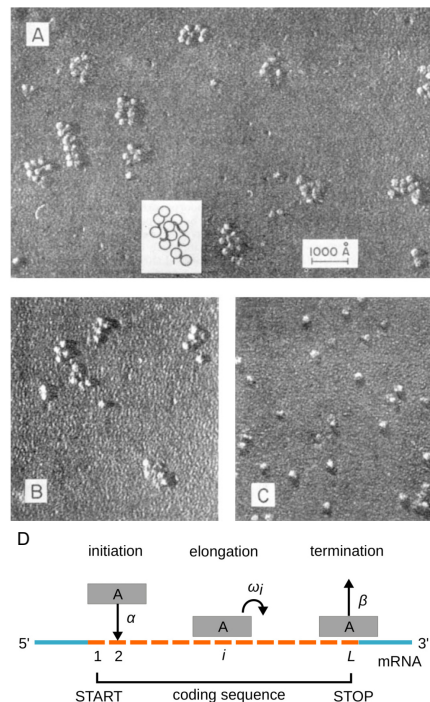 A
1000 Å
B
C
D
initiation elongation termination
A
α
A
ωi
A
β
5'
1 2 i L
3'
mRNA
START coding sequence STOP